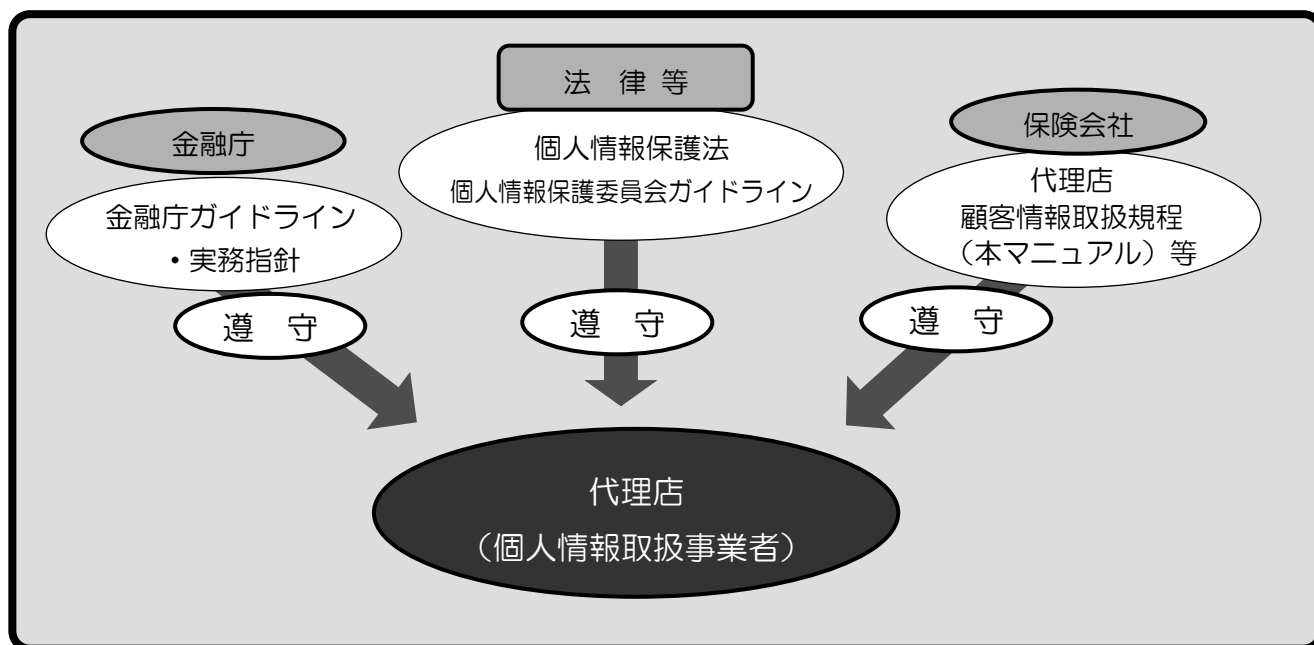 法 律 等
個人情報保護法
個人情報保護委員会ガイドライン
金融庁
金融庁ガイドライン
・実務指針
保険会社
代理店
顧客情報取扱規程
（本マニュアル）等
遵 守
遵 守
遵 守
代理店
（個人情報取扱事業者）